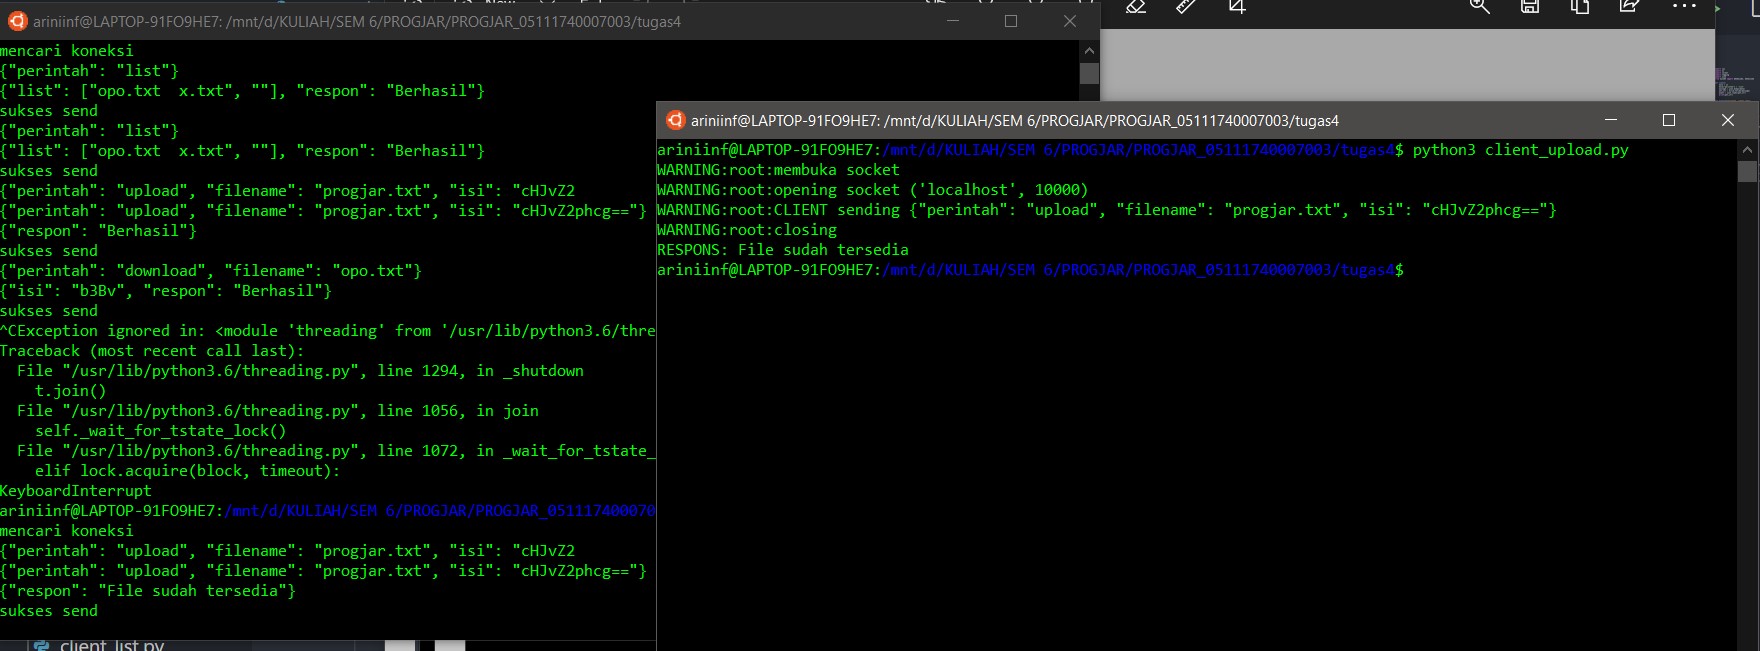 ariniinf@LAPTOP-91FO9HE7: /mnt/d/KULIAH/SEM 6/PROGJAR/PROGJAR_05111740007003/tugas4
mencari koneksi
{"perintah": "list"}
{"list": ["opo.txt  x.txt", ""], "respon": "Berhasil"}
sukses send
{"perintah": "list"}
{"list": ["opo.txt  x.txt", ""], "respon": "Berhasil"}
sukses send
{"perintah": "upload", "filename": "progjar.txt", "isi": "cHJvZ2
{"perintah": "upload", "filename": "progjar.txt", "isi": "cHJvZ2phcg=="}
{"respon": "Berhasil"}
sukses send
{"perintah": "download", "filename": "opo.txt"}
{"isi": "b3Bv", "respon": "Berhasil"}
sukses send
^CException ignored in: <module 'threading' from '/usr/lib/python3.6/thre
Traceback (most recent call last):
  File "/usr/lib/python3.6/threading.py", line 1294, in _shutdown
    t.join()
  File "/usr/lib/python3.6/threading.py", line 1056, in join
    self._wait_for_tstate_lock()
  File "/usr/lib/python3.6/threading.py", line 1072, in _wait_for_tstate_
    elif lock.acquire(block, timeout):
KeyboardInterrupt
ariniinf@LAPTOP-91FO9HE7:/mnt/d/KULIAH/SEM 6/PROGJAR/PROGJAR_051117400070
mencari koneksi
{"perintah": "upload", "filename": "progjar.txt", "isi": "cHJvZ2
{"perintah": "upload", "filename": "progjar.txt", "isi": "cHJvZ2phcg=="}
{"respon": "File sudah tersedia"}
sukses send
client_list.py
ariniinf@LAPTOP-91FO9HE7: /mnt/d/KULIAH/SEM 6/PROGJAR/PROGJAR_05111740007003/tugas4
ariniinf@LAPTOP-91FO9HE7:/mnt/d/KULIAH/SEM 6/PROGJAR/PROGJAR_05111740007003/tugas4$ python3 client_upload.py
WARNING:root:membuka socket
WARNING:root:opening socket ('localhost', 10000)
WARNING:root:CLIENT sending {"perintah": "upload", "filename": "progjar.txt", "isi": "cHJvZ2phcg=="}
WARNING:root:closing
RESPONS: File sudah tersedia
ariniinf@LAPTOP-91FO9HE7:/mnt/d/KULIAH/SEM 6/PROGJAR/PROGJAR_05111740007003/tugas4$